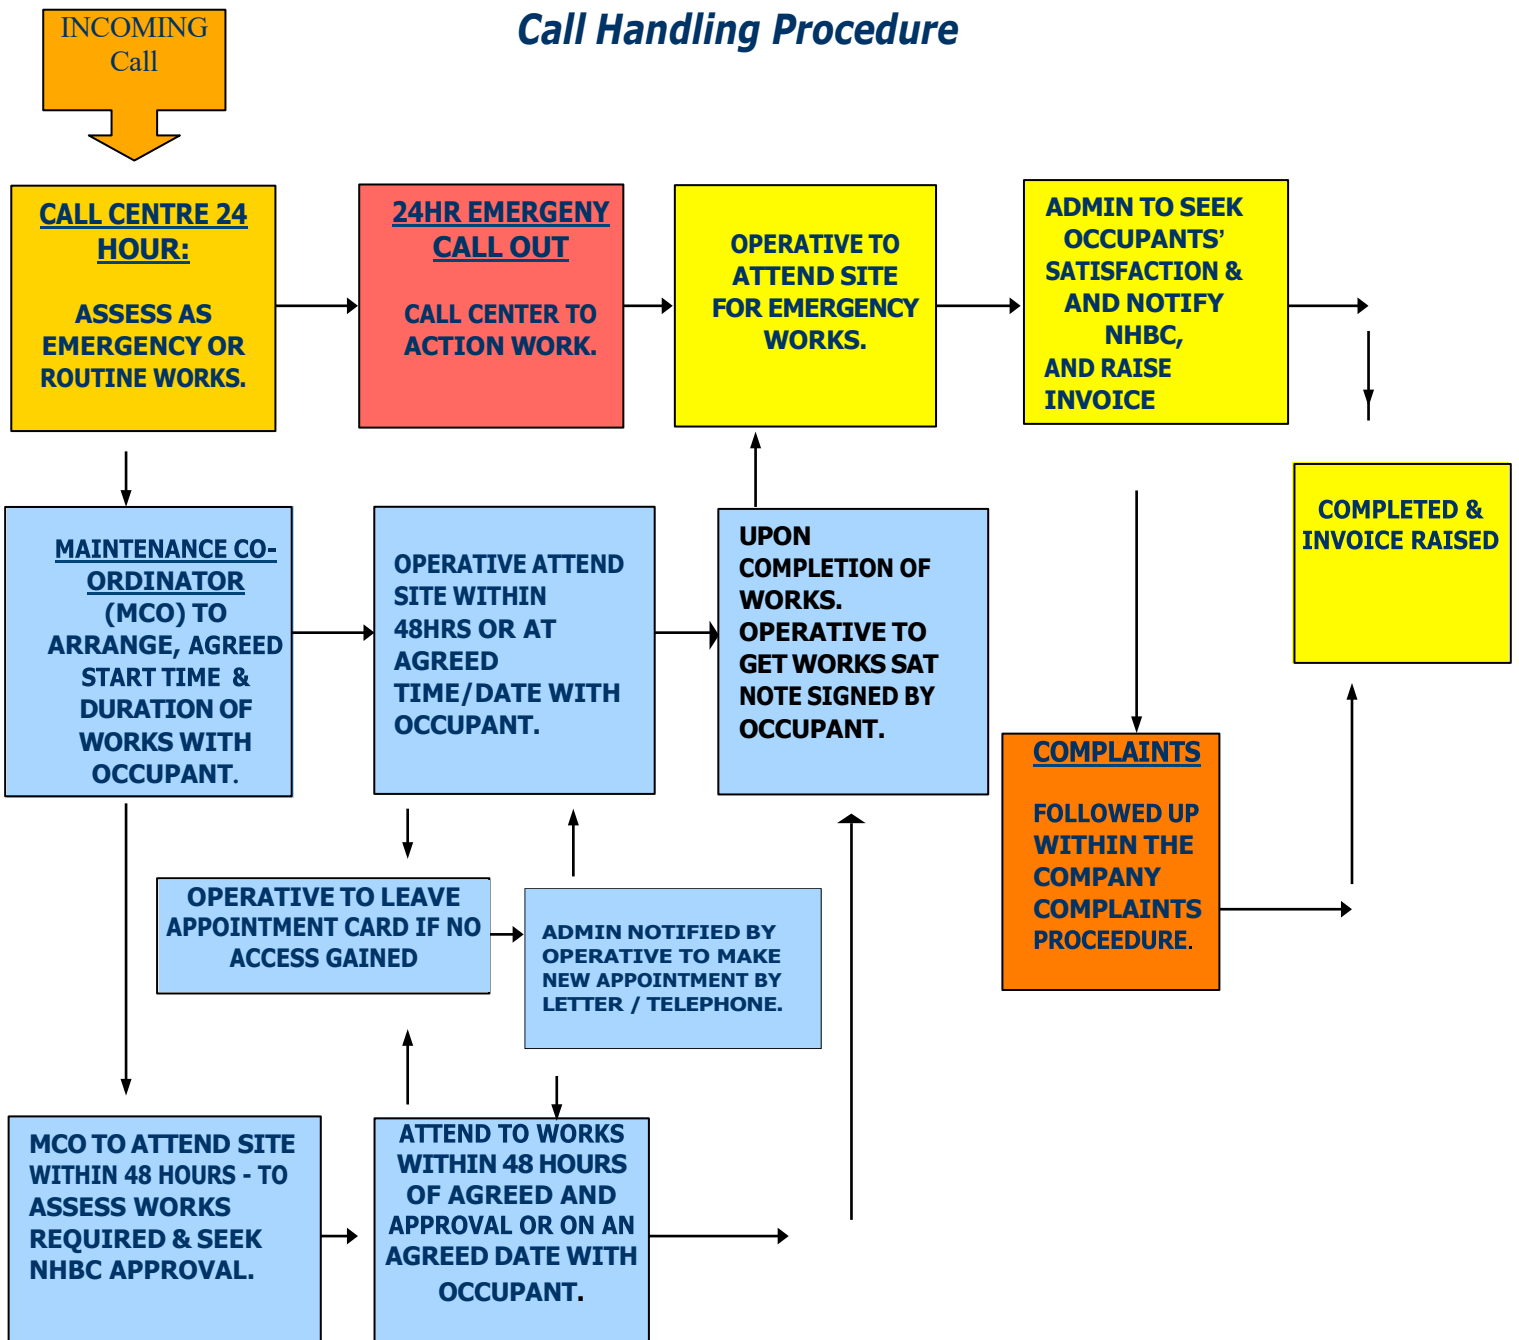 Call Handling Procedure
INCOMING
Call
CALL CENTRE 24
HOUR:
ASSESS AS
EMERGENCY OR
ROUTINE WORKS.
24HR EMERGENY
CALL OUT
CALL CENTER TO
ACTION WORK.
OPERATIVE TO
ATTEND SITE
FOR EMERGENCY
WORKS.
ADMIN TO SEEK
OCCUPANTS’
SATISFACTION &
AND NOTIFY
NHBC,
AND RAISE
INVOICE
COMPLETED &
INVOICE RAISED
MAINTENANCE CO-
ORDINATOR
(MCO) TO
ARRANGE, AGREED
START TIME &
DURATION OF
WORKS WITH
OCCUPANT.
OPERATIVE ATTEND
SITE WITHIN
48HRS OR AT
AGREED
TIME/DATE WITH
OCCUPANT.
UPON
COMPLETION OF
WORKS.
OPERATIVE TO
GET WORKS SAT
NOTE SIGNED BY
OCCUPANT.
COMPLAINTS
FOLLOWED UP
WITHIN THE
COMPANY
COMPLAINTS
PROCEEDURE.
OPERATIVE TO LEAVE
APPOINTMENT CARD IF NO
ACCESS GAINED
ADMIN NOTIFIED BY
OPERATIVE TO MAKE
NEW APPOINTMENT BY
LETTER / TELEPHONE.
MCO TO ATTEND SITE
WITHIN 48 HOURS - TO
ASSESS WORKS
REQUIRED & SEEK
NHBC APPROVAL.
ATTEND TO WORKS
WITHIN 48 HOURS
OF AGREED AND
APPROVAL OR ON AN
AGREED DATE WITH
OCCUPANT.